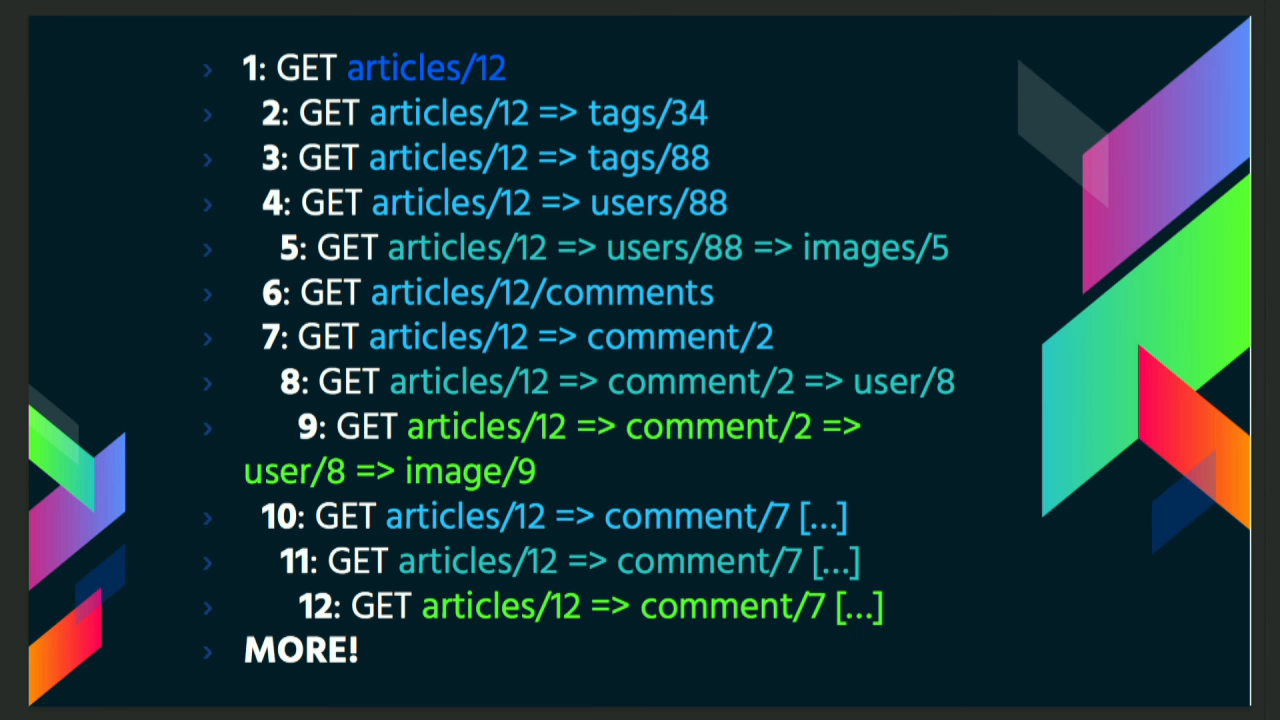 1: GET articles/12
2: GET articles/12 => tags/34
3: GET articles/12 => tags/88
4: GET articles/12 => users/88
5: GET articles/12 => users/88 => images/5
6: GET articles/12/comments
7: GET articles/12 => comment/2
8: GET articles/12 => comment/2 => user/8
9: GET articles/12 => comment/2 =>
user/8 => image/9
10: GET articles/12 => comment/7 [...]
11: GET articles/12 => comment/7 [...]
12: GET articles/12 => comment/7 [...]
MORE!